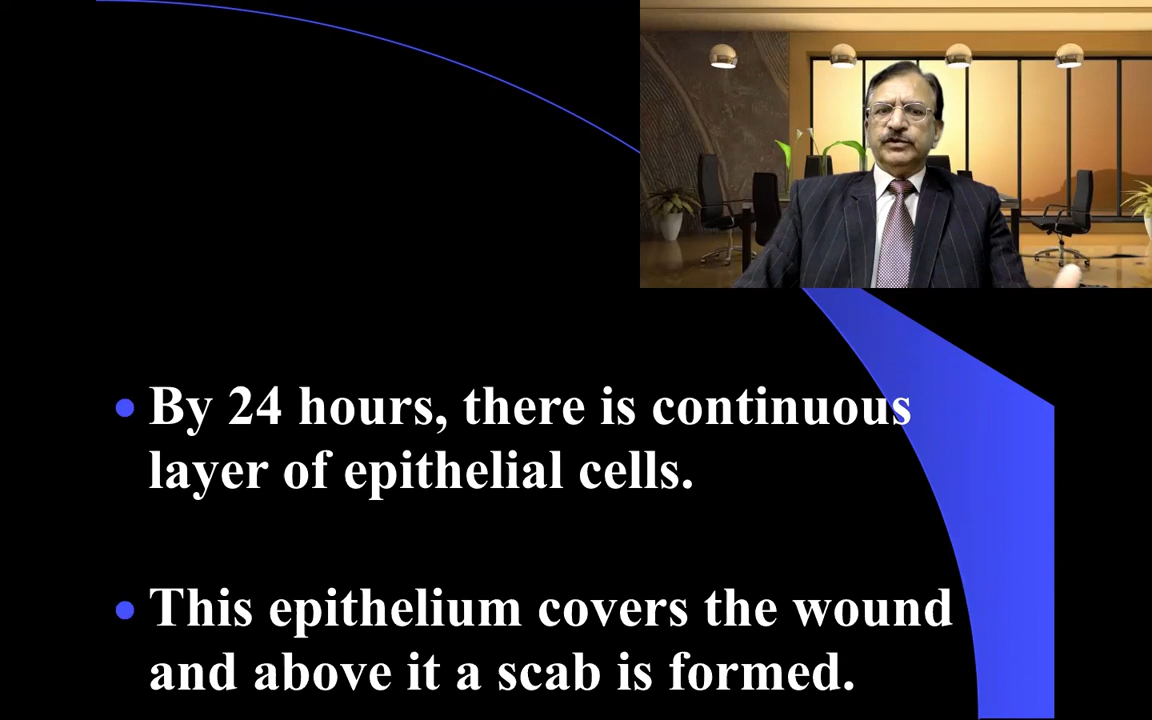 By 24 hours, there is continuous
layer of epithelial cells.
This epithelium covers the wound
and above it a scab is formed.